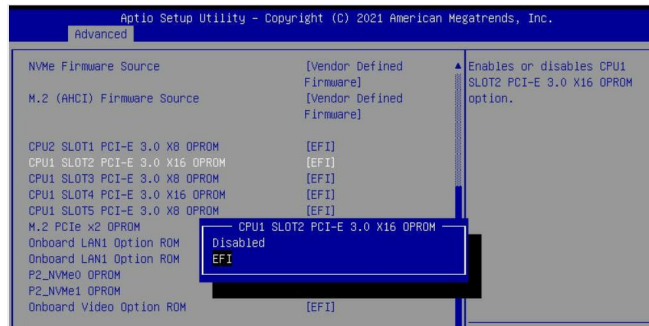 Aptio Setup Utility – Copyright (C) 2021 American Megatrends, Inc.
Advanced
NVMe Firmware Source [Vendor Defined Firmware]
M.2 (AHCI) Firmware Source [Vendor Defined Firmware]
CPU2 SLOT1 PCI-E 3.0 X8 OPROM [EFI]
CPU1 SLOT2 PCI-E 3.0 X16 OPROM [EFI]
CPU1 SLOT3 PCI-E 3.0 X8 OPROM [EFI]
CPU1 SLOT4 PCI-E 3.0 X16 OPROM [EFI]
CPU1 SLOT5 PCI-E 3.0 X8 OPROM [EFI]
M.2 PCIe x2 OPROM
Onboard LAN1 Option ROM
Onboard LAN1 Option ROM
P2_NVMe0 OPROM
P2_NVMe1 OPROM
Onboard Video Option ROM [EFI]
CPU1 SLOT2 PCI-E 3.0 X16 OPROM
Disabled
EFI
Enables or disables CPU1
SLOT2 PCI-E 3.0 X16 OPROM
option.